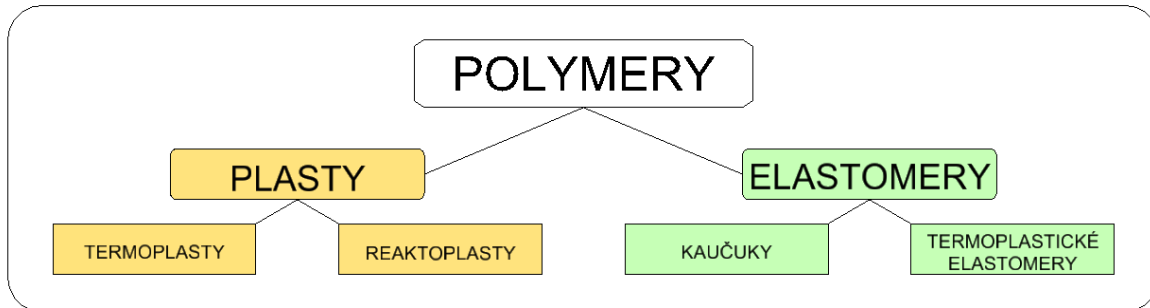 POLYMERY
PLASTY
ELASTOMERY
TERMOPLASTY
REAKTOPLASTY
KAUČUKY
TERMOPLASTICKÉ
ELASTOMERY